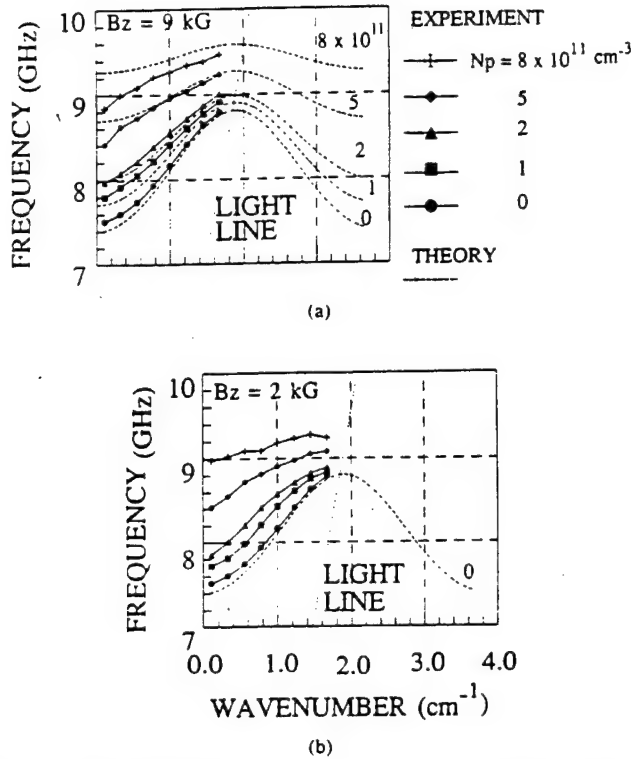 10
Bz = 9 kG
8 x 10^11
9
5
8
2
1
0
7
FREQUENCY (GHz)
LIGHT
LINE
EXPERIMENT
Np = 8 x 10^11 cm^-3
5
2
1
0
THEORY
(a)
10
Bz = 2 kG
9
8
0
7
FREQUENCY (GHz)
LIGHT
LINE
0.0 1.0 2.0 3.0 4.0
WAVENUMBER (cm^-1)
(b)